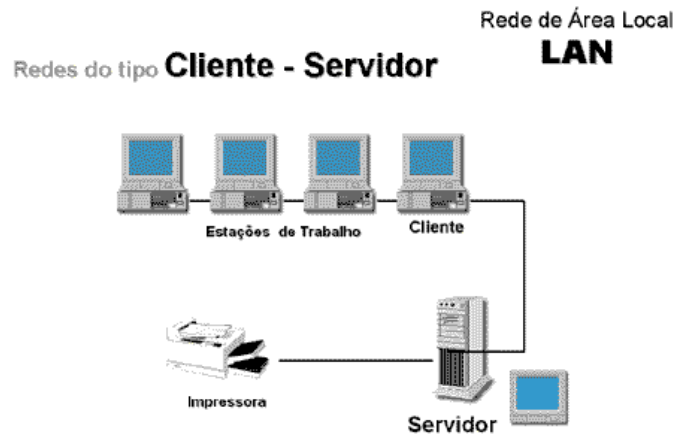 Rede de Área Local
LAN
Redes do tipo Cliente - Servidor
Estações de Trabalho
Cliente
Impressora
Servidor